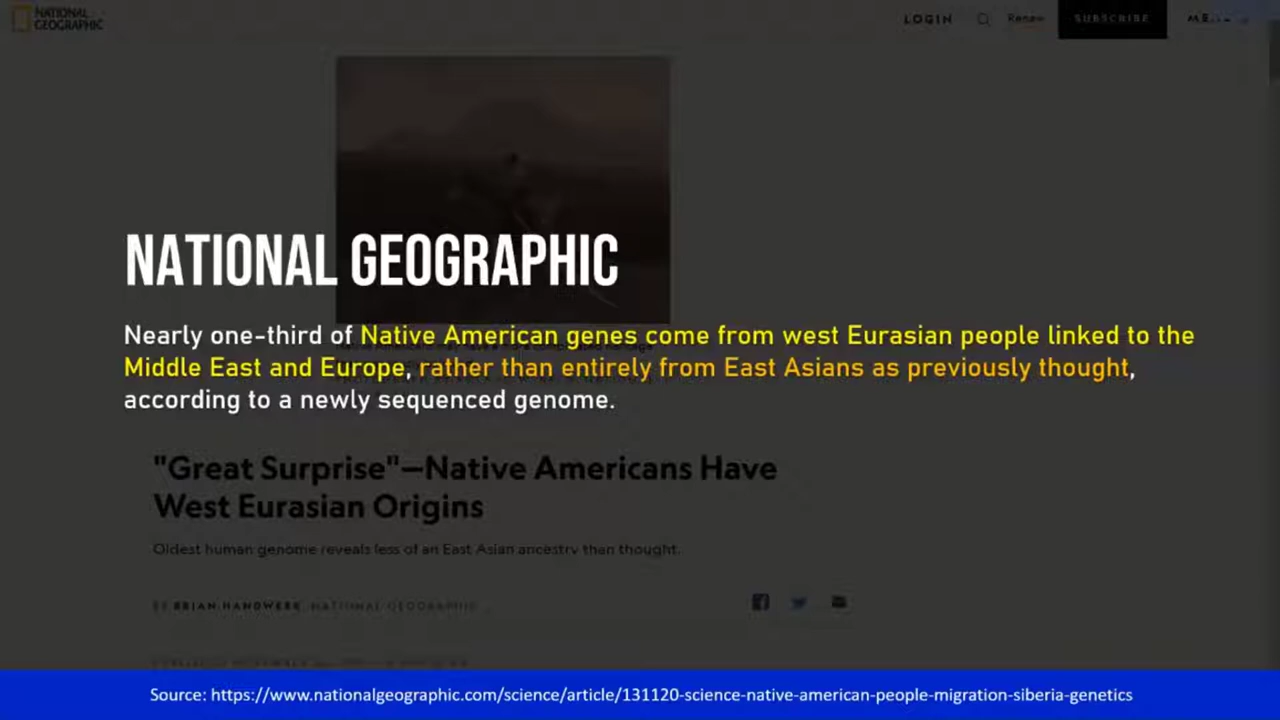 NATIONAL GEOGRAPHIC
LOGIN
Renew
SUBSCRIBE
NATIONAL GEOGRAPHIC
Nearly one-third of Native American genes come from west Eurasian people linked to the
Middle East and Europe, rather than entirely from East Asians as previously thought,
according to a newly sequenced genome.
"Great Surprise"—Native Americans Have
West Eurasian Origins
Oldest human genome reveals less of an East Asian ancestry than thought.
BY BRIAN HANDWERK, NATIONAL GEOGRAPHIC
Source: https://www.nationalgeographic.com/science/article/131120-science-native-american-people-migration-siberia-genetics